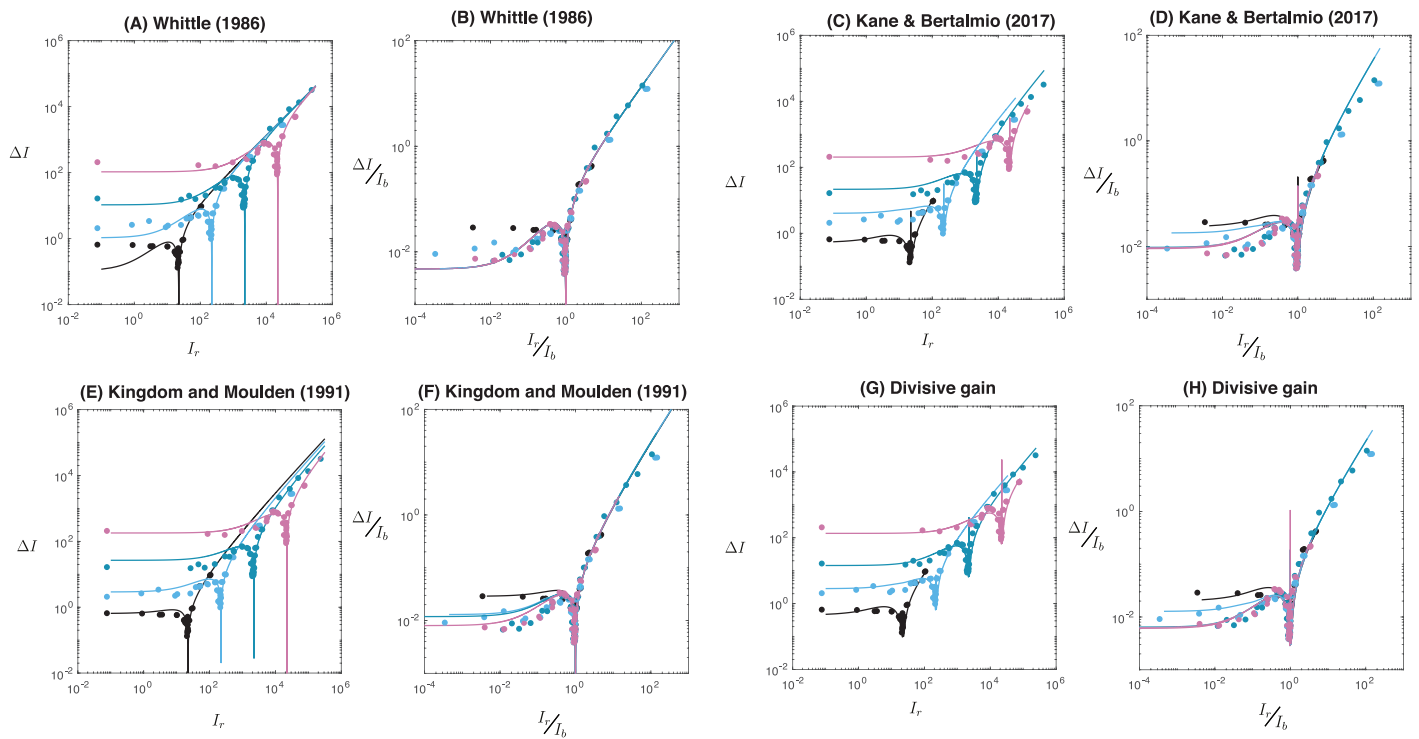 (A) Whittle (1986)
10^6
10^4
10^2
10^0
10^-2
ΔI
10^-2 10^0 10^2 10^4 10^6
I_r
(B) Whittle (1986)
10^2
10^0
10^-2
ΔI/I_b
10^-4 10^-2 10^0 10^2
I_r/I_b
(C) Kane & Bertalmio (2017)
10^6
10^4
10^2
10^0
10^-2
ΔI
10^-2 10^0 10^2 10^4 10^6
I_r
(D) Kane & Bertalmio (2017)
10^2
10^0
10^-2
ΔI/I_b
10^-4 10^-2 10^0 10^2
I_r/I_b
(E) Kingdom and Moulden (1991)
10^6
10^4
10^2
10^0
10^-2
ΔI
10^-2 10^0 10^2 10^4 10^6
I_r
(F) Kingdom and Moulden (1991)
10^2
10^0
10^-2
ΔI/I_b
10^-4 10^-2 10^0 10^2
I_r/I_b
(G) Divisive gain
10^6
10^4
10^2
10^0
10^-2
ΔI
10^-2 10^0 10^2 10^4 10^6
I_r
(H) Divisive gain
10^2
10^0
10^-2
ΔI/I_b
10^-4 10^-2 10^0 10^2
I_r/I_b